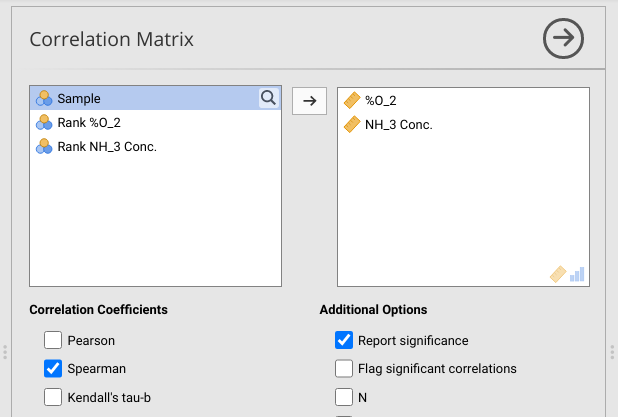 Correlation Matrix
Sample
Rank %O_2
Rank NH_3 Conc.
%O_2
NH_3 Conc.
Correlation Coefficients
Pearson
Spearman
Kendall's tau-b
Additional Options
Report significance
Flag significant correlations
N